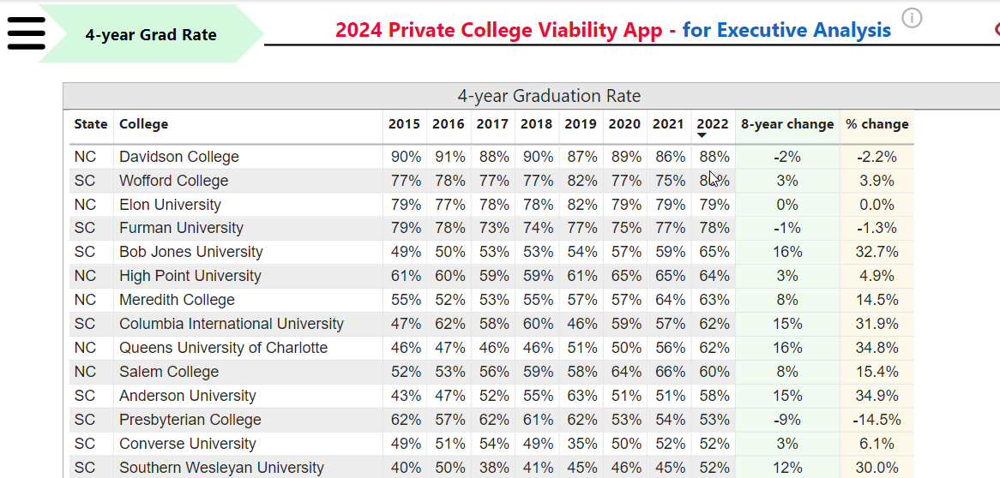 4-year Grad Rate
2024 Private College Viability App - for Executive Analysis
4-year Graduation Rate
State College 2015 2016 2017 2018 2019 2020 2021 2022 8-year change % change
NC Davidson College 90% 91% 88% 90% 87% 89% 86% 88% -2% -2.2%
SC Wofford College 77% 78% 77% 77% 82% 77% 75% 3% 3.9%
NC Elon University 79% 77% 78% 78% 82% 79% 79% 79% 0% 0.0%
SC Furman University 79% 78% 73% 74% 77% 75% 77% 78% -1% -1.3%
SC Bob Jones University 49% 50% 53% 53% 54% 57% 59% 65% 16% 32.7%
NC High Point University 61% 60% 59% 59% 61% 65% 65% 64% 3% 4.9%
NC Meredith College 55% 52% 53% 55% 57% 57% 64% 63% 8% 14.5%
SC Columbia International University 47% 62% 58% 60% 46% 59% 57% 62% 15% 31.9%
NC Queens University of Charlotte 46% 47% 46% 46% 51% 50% 56% 62% 16% 34.8%
NC Salem College 52% 53% 56% 59% 58% 64% 66% 60% 8% 15.4%
SC Anderson University 43% 47% 52% 55% 63% 51% 51% 58% 15% 34.9%
SC Presbyterian College 62% 57% 62% 61% 62% 53% 54% 53% -9% -14.5%
SC Converse University 49% 51% 54% 49% 35% 50% 52% 52% 3% 6.1%
SC Southern Wesleyan University 40% 50% 38% 41% 45% 46% 45% 52% 12% 30.0%